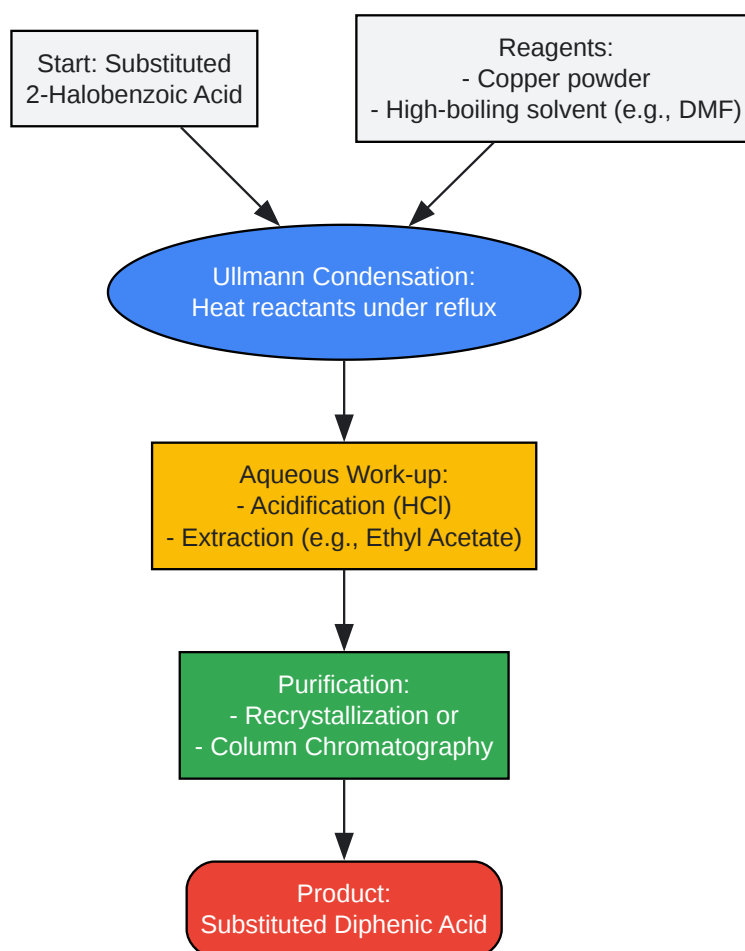 Start: Substituted
2-Halobenzoic Acid
Reagents:
- Copper powder
- High-boiling solvent (e.g., DMF)
Ullmann Condensation:
Heat reactants under reflux
Aqueous Work-up:
- Acidification (HCl)
- Extraction (e.g., Ethyl Acetate)
Purification:
- Recrystallization or
- Column Chromatography
Product:
Substituted Diphenic Acid